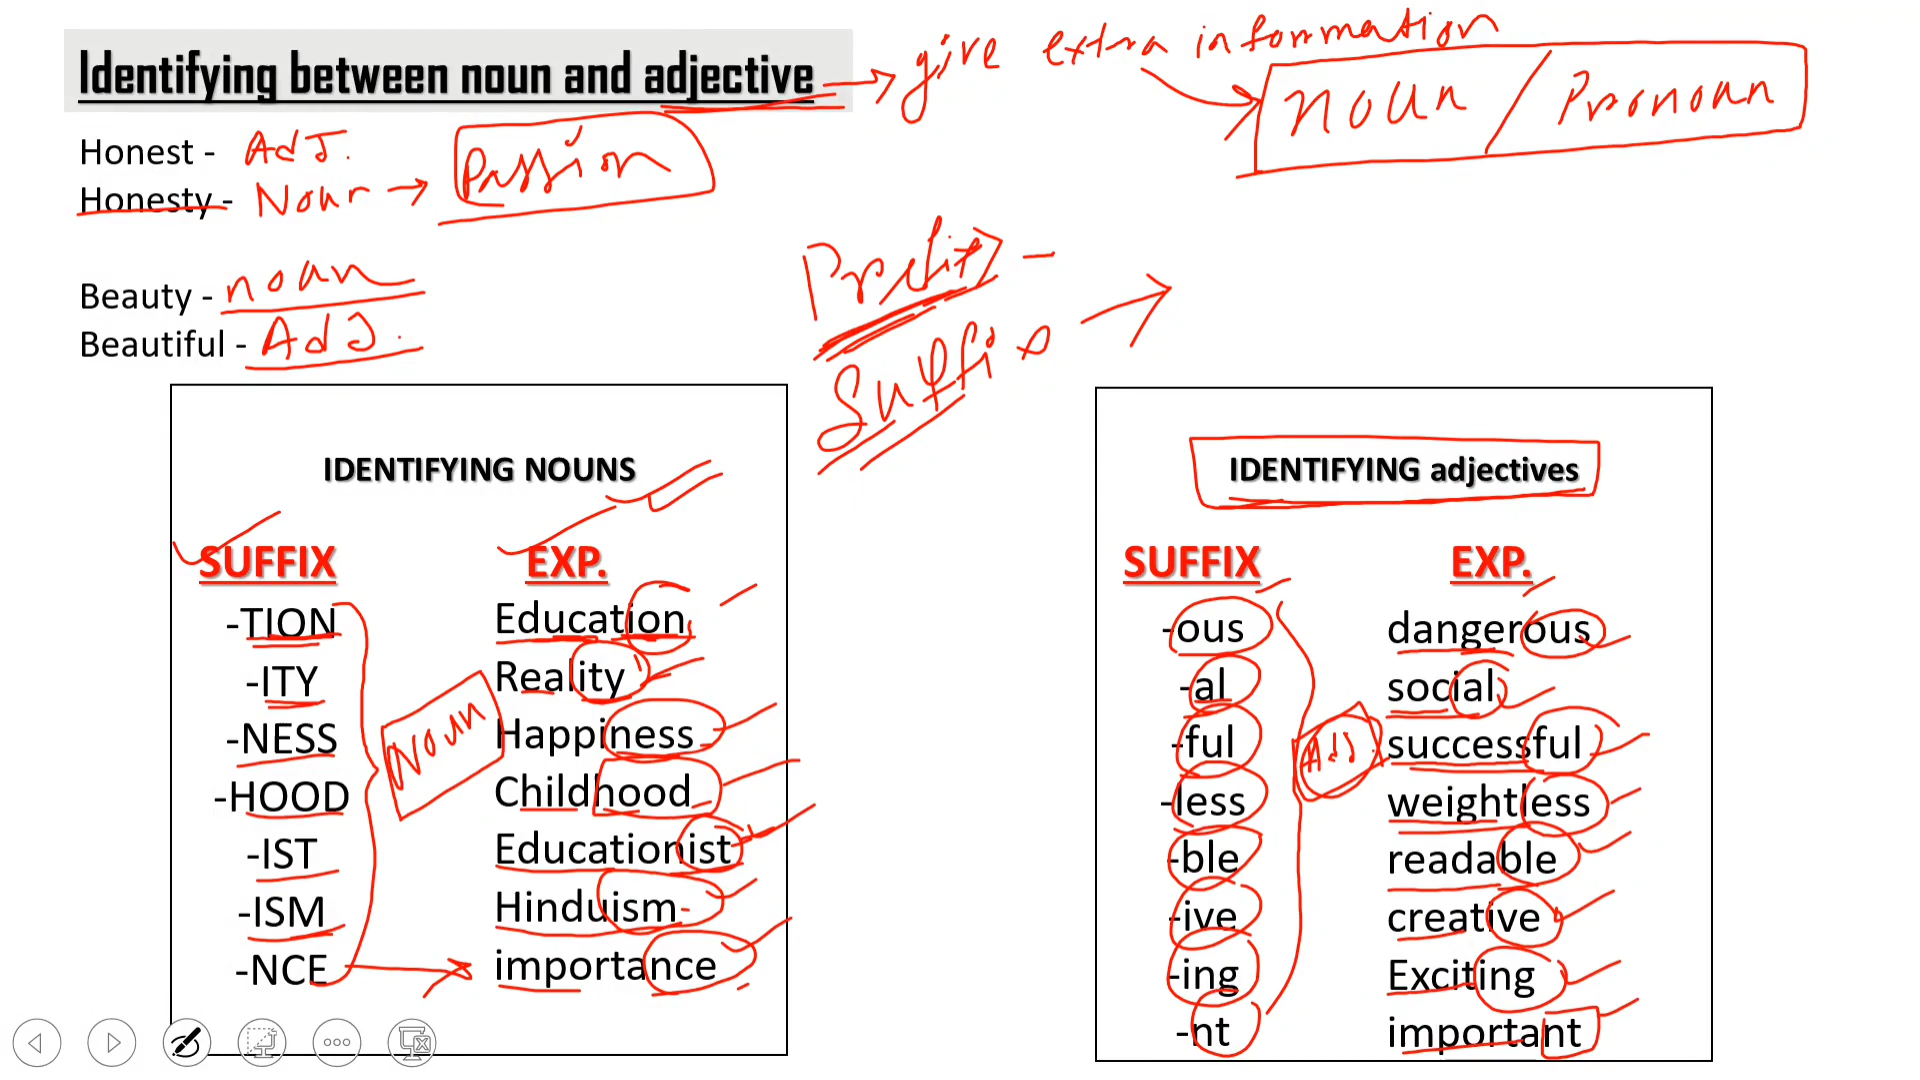 Identifying between noun and adjective → give extra information
noun / Pronoun
Honest - Adj.
Honesty - Noun → Passion
Beauty - noun
Beautiful - Adj.
Prefix -
Suffix →
IDENTIFYING NOUNS
SUFFIX EXP.
-TION Education
-ITY Reality
-NESS Happiness
-HOOD Childhood
-IST Educationist
-ISM Hinduism
-NCE importance
Noun
IDENTIFYING adjectives
SUFFIX EXP.
-ous dangerous
-al social
-ful successful
-less weightless
-ble readable
-ive creative
-ing Exciting
-nt important
Adj